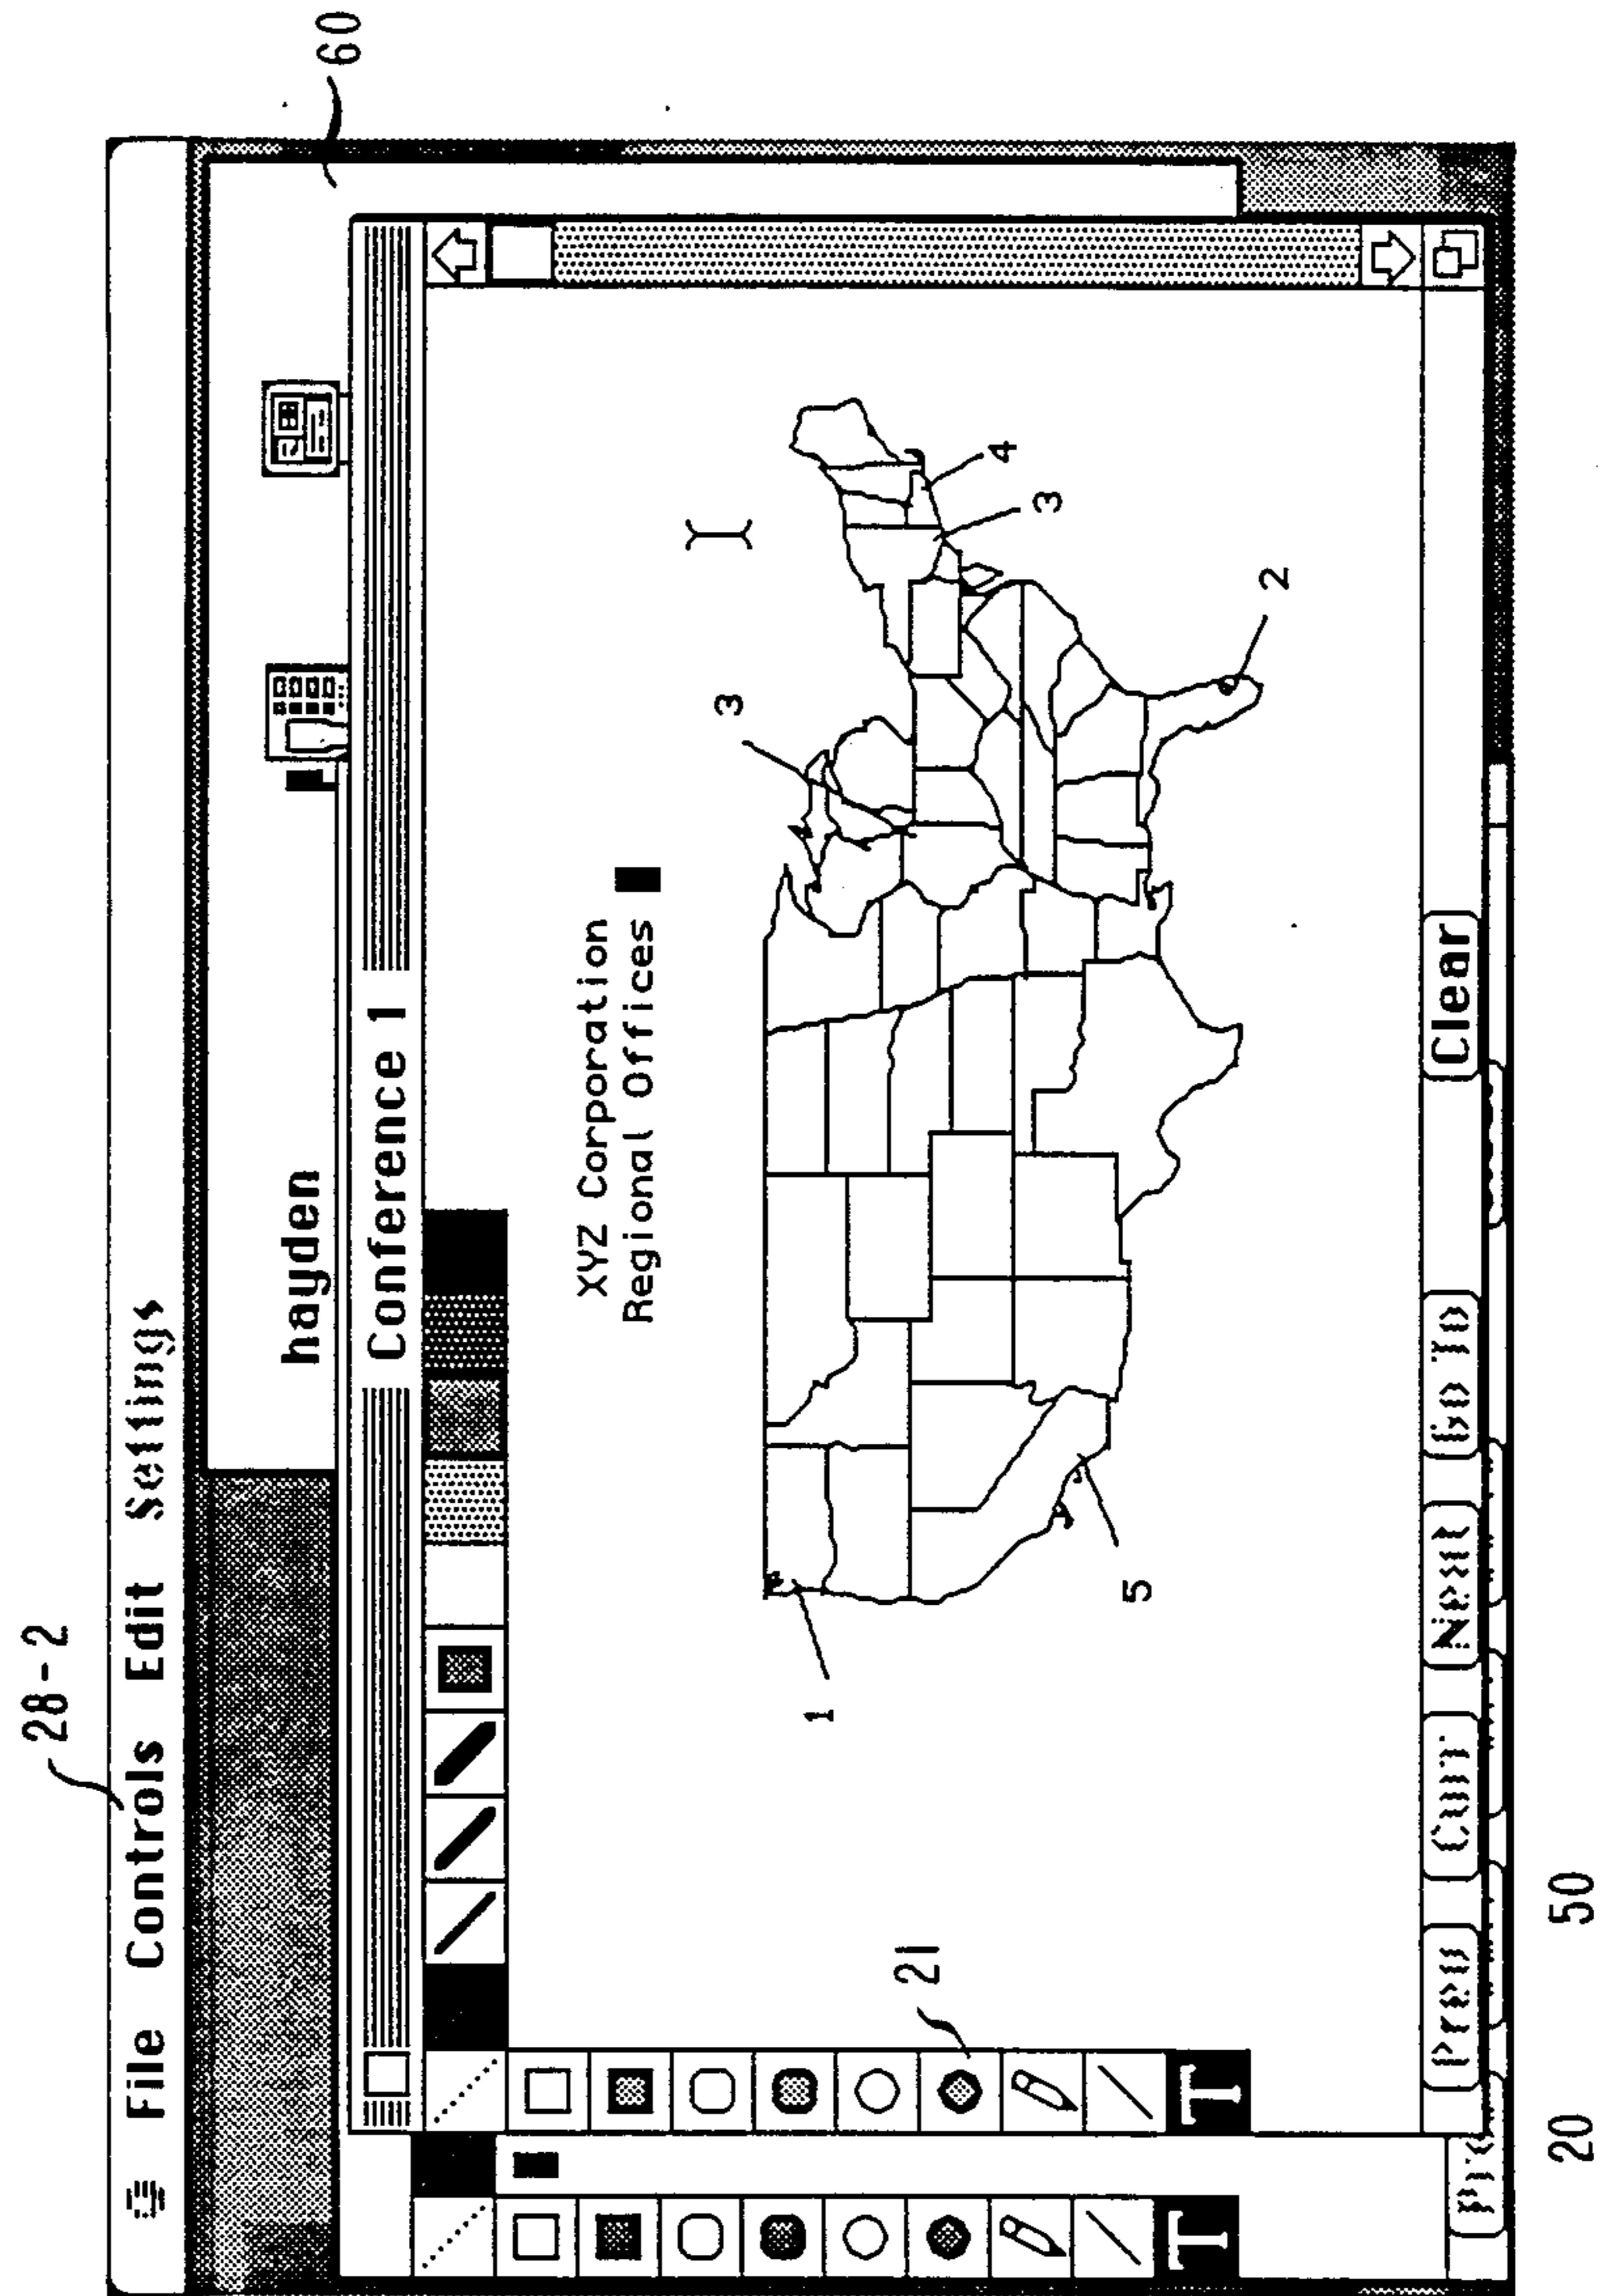 28-2
File Controls Edit Settings
60
hayden
Conference 1
XYZ Corporation
Regional Offices
3
1
4
3
2
5
21
T
T
Prev Curr Next Go To Clear
20 50